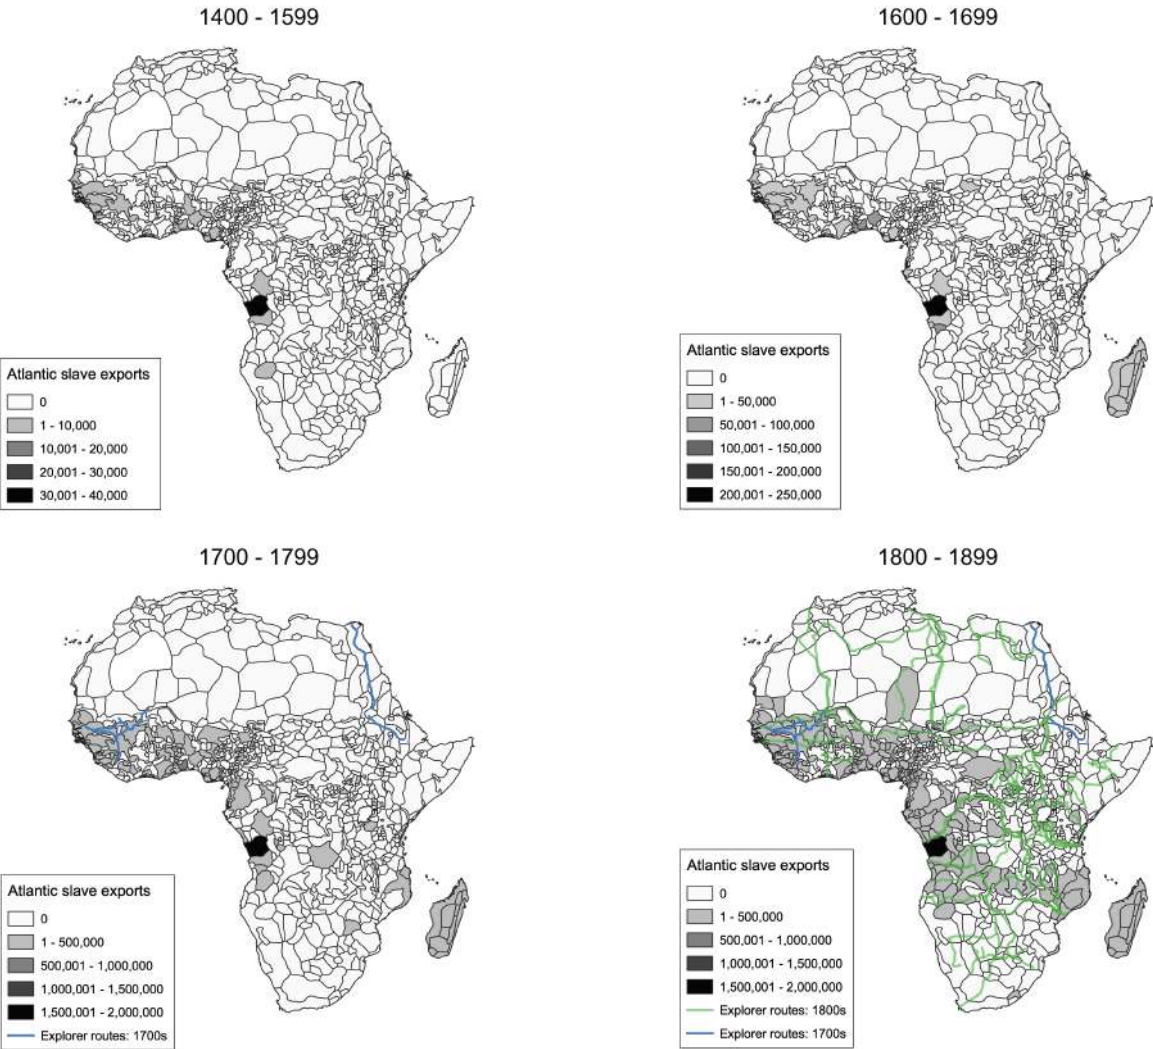 1400 - 1599
1600 - 1699
Atlantic slave exports
0
1 - 10,000
10,001 - 20,000
20,001 - 30,000
30,001 - 40,000
Atlantic slave exports
0
1 - 50,000
50,001 - 100,000
100,001 - 150,000
150,001 - 200,000
200,001 - 250,000
1700 - 1799
1800 - 1899
Atlantic slave exports
0
1 - 500,000
500,001 - 1,000,000
1,000,001 - 1,500,000
1,500,001 - 2,000,000
Explorer routes: 1700s
Atlantic slave exports
0
1 - 500,000
500,001 - 1,000,000
1,000,001 - 1,500,000
1,500,001 - 2,000,000
Explorer routes: 1800s
Explorer routes: 1700s